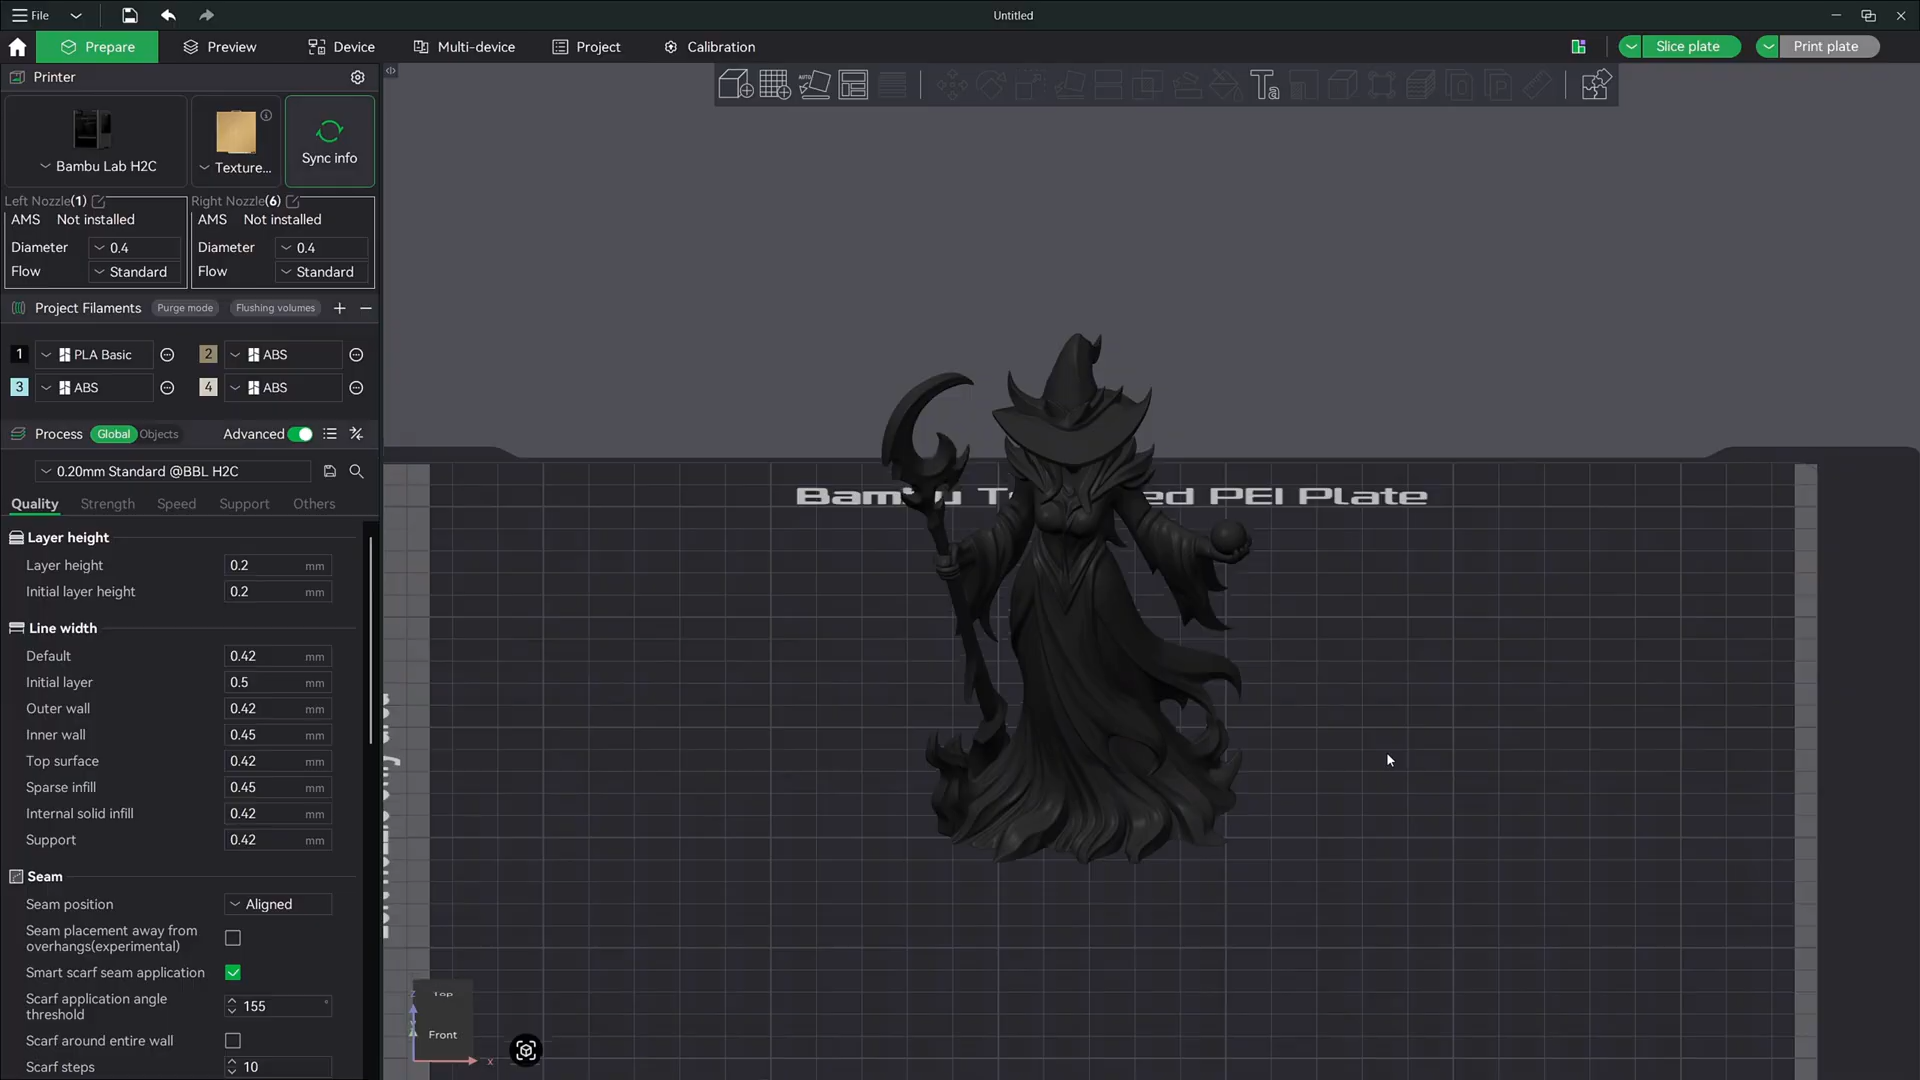 File
Untitled
Prepare
Preview
Device
Multi-device
Project
Calibration
Slice plate
Print plate
Printer
Bambu Lab H2C
Texture...
Sync info
Left Nozzle(1)
Right Nozzle(6)
AMS Not installed
AMS Not installed
Diameter 0.4
Diameter 0.4
Flow Standard
Flow Standard
Project Filaments
Purge mode
Flushing volumes
1 PLA Basic
2 ABS
3 ABS
4 ABS
Process
Global
Objects
Advanced
0.20mm Standard @BBL H2C
Quality
Strength
Speed
Support
Others
Layer height
Layer height 0.2 mm
Initial layer height 0.2 mm
Line width
Default 0.42 mm
Initial layer 0.5 mm
Outer wall 0.42 mm
Inner wall 0.45 mm
Top surface 0.42 mm
Sparse infill 0.45 mm
Internal solid infill 0.42 mm
Support 0.42 mm
Seam
Seam position Aligned
Seam placement away from
overhangs(experimental)
Smart scarf seam application
Scarf application angle
threshold 155 °
Scarf around entire wall
Scarf steps 10
PEI Plate
Top
Front
z
x